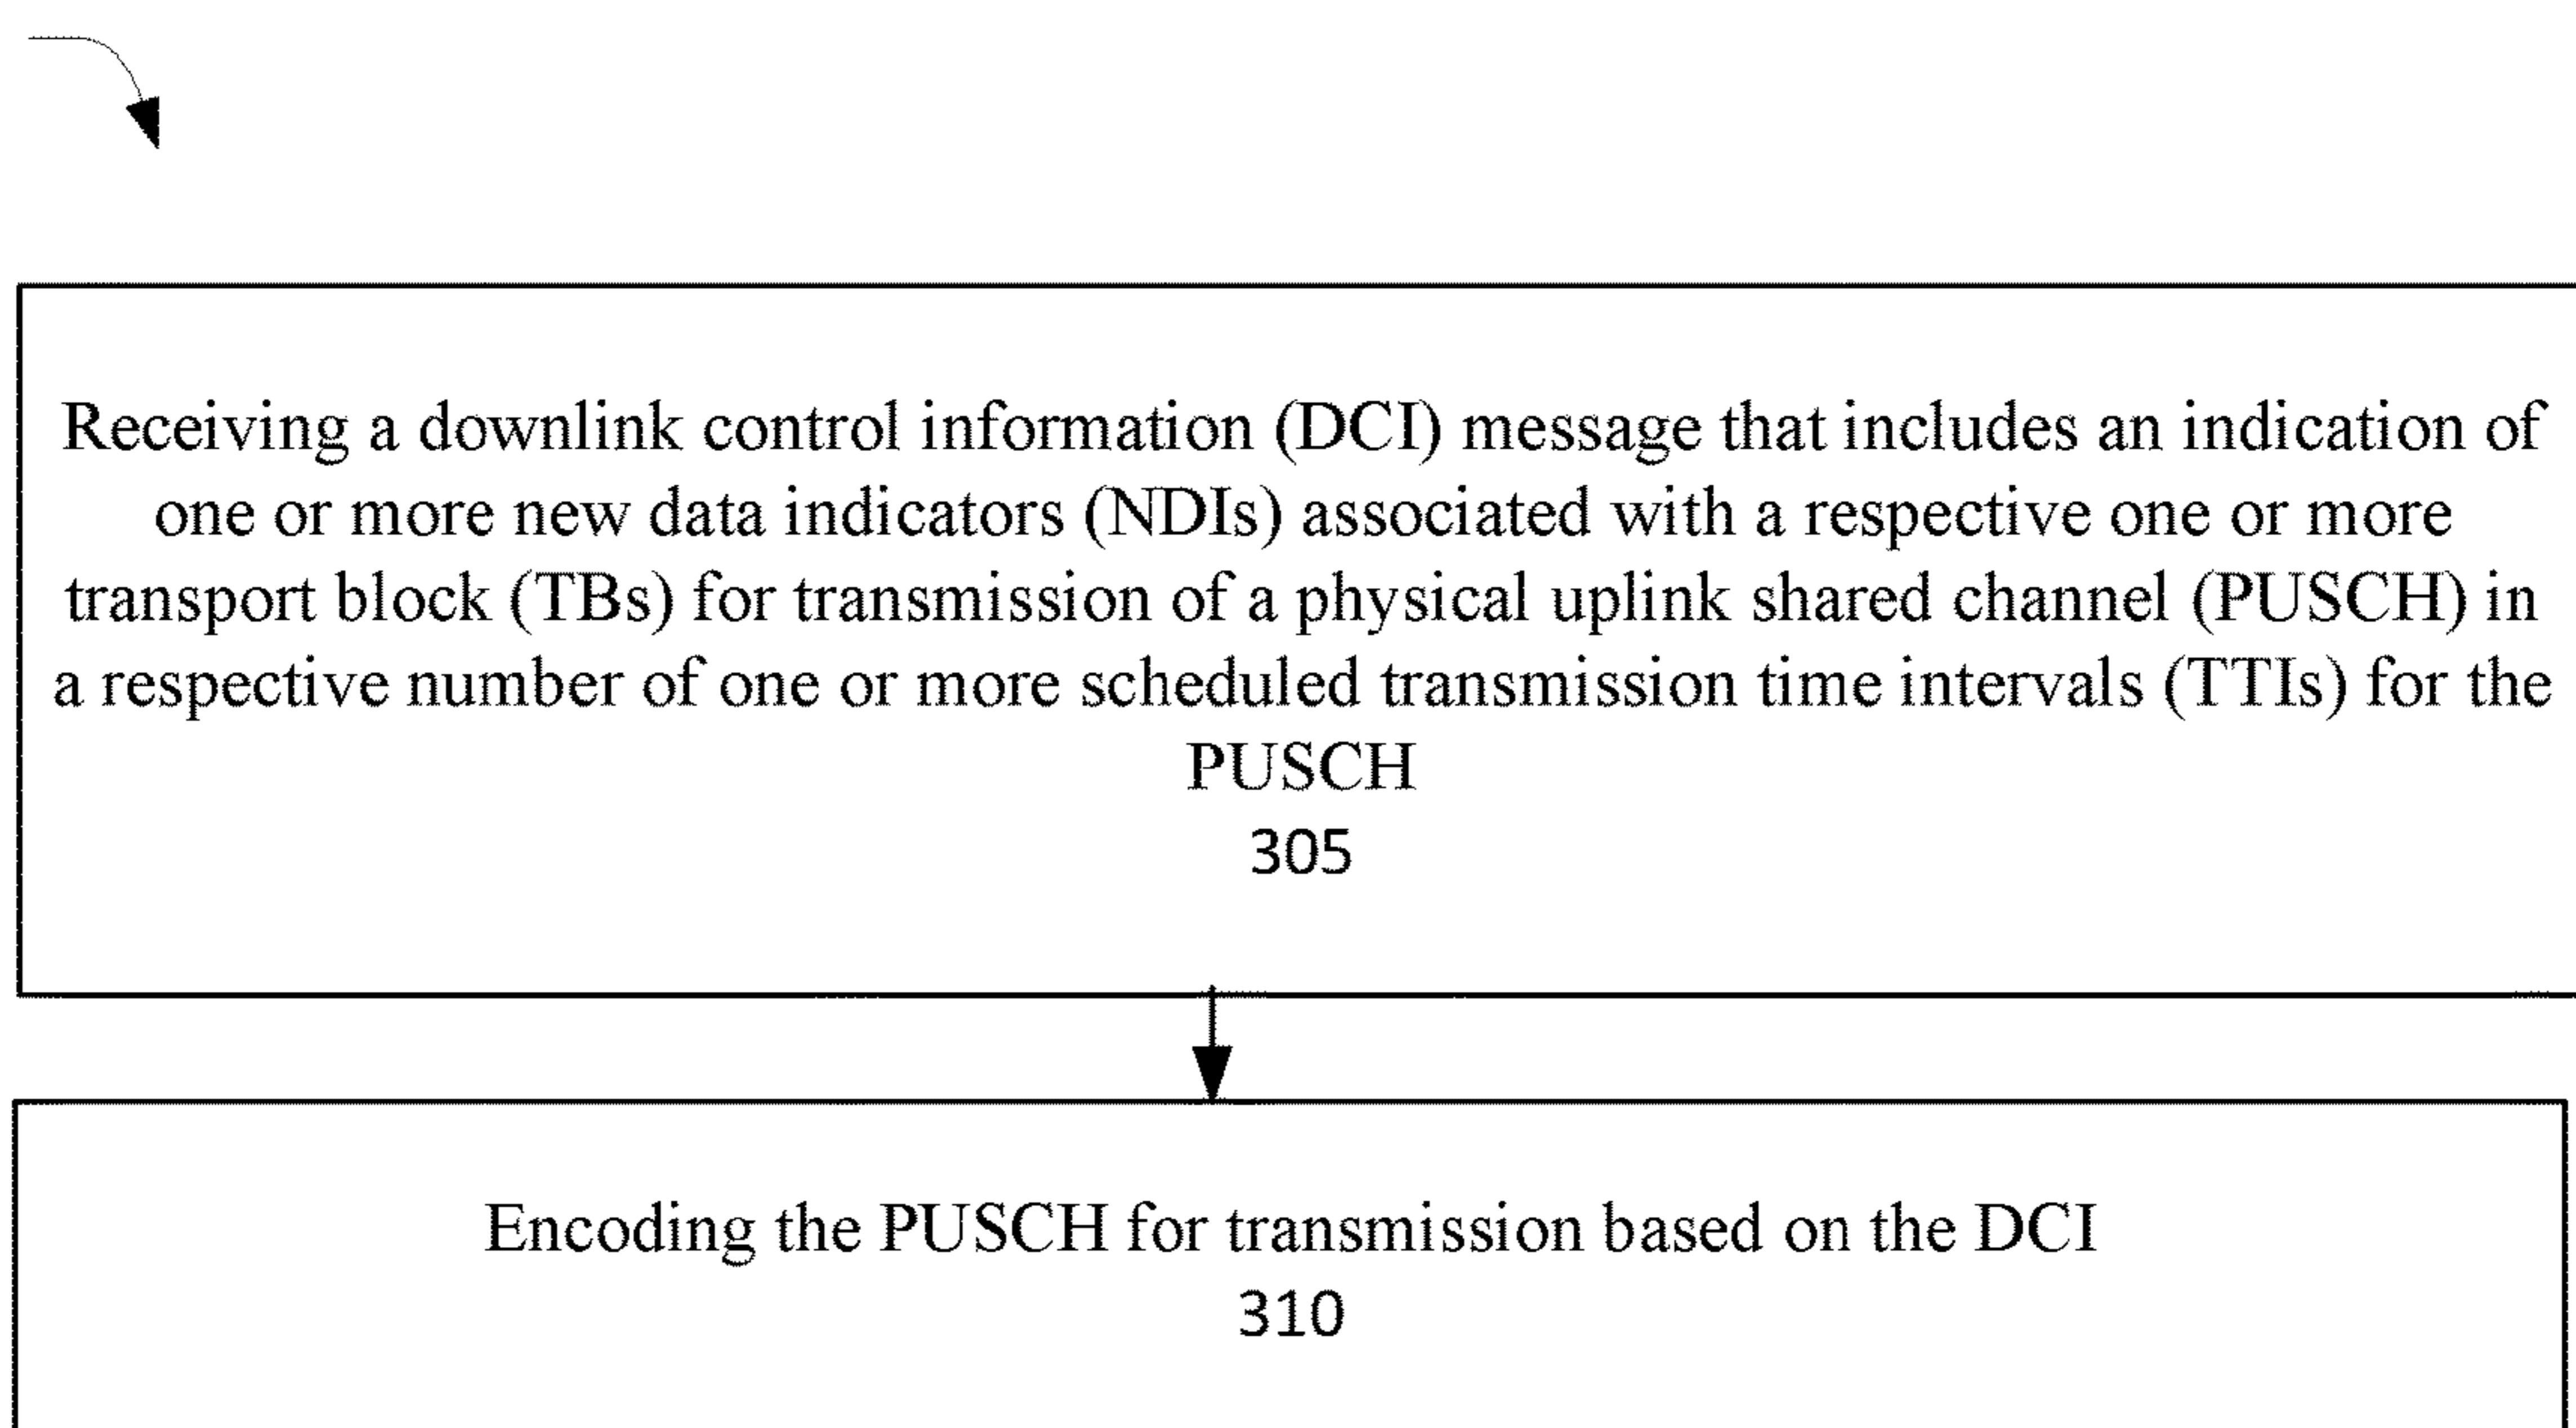 Receiving a downlink control information (DCI) message that includes an indication of
one or more new data indicators (NDIs) associated with a respective one or more
transport block (TBs) for transmission of a physical uplink shared channel (PUSCH) in
a respective number of one or more scheduled transmission time intervals (TTIs) for the
PUSCH
305
Encoding the PUSCH for transmission based on the DCI
310